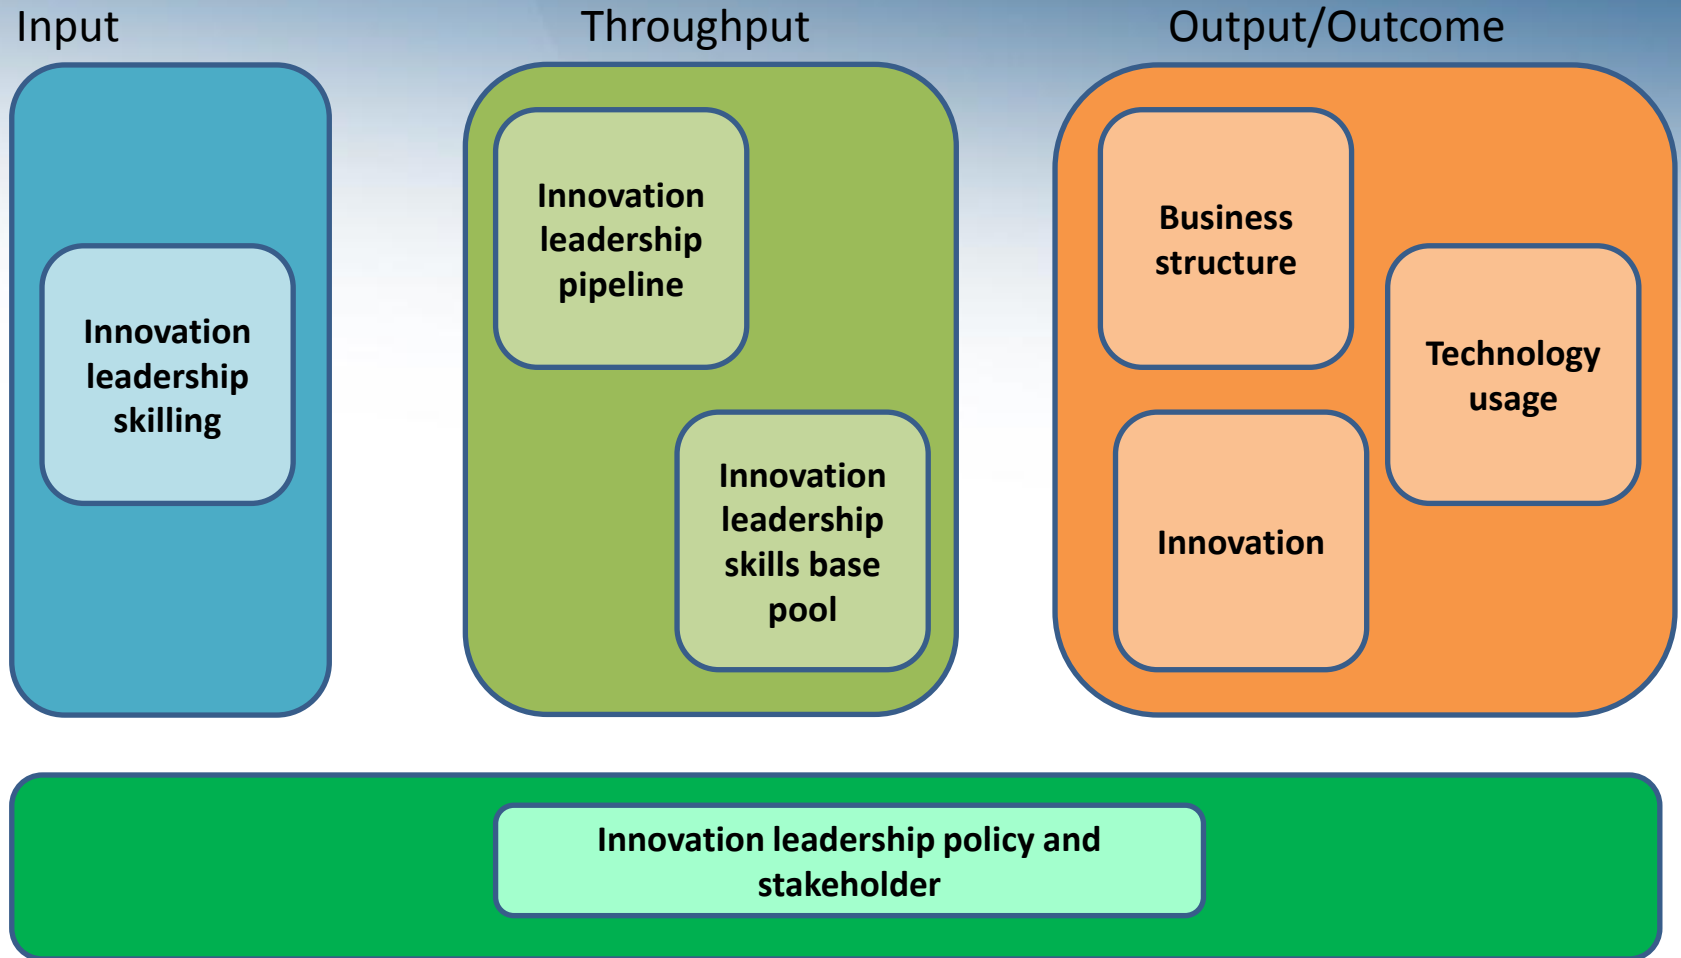 Input
Throughput
Output/Outcome
Innovation
leadership
skilling
Innovation
leadership
pipeline
Innovation
leadership
skills base
pool
Business
structure
Technology
usage
Innovation
Innovation leadership policy and
stakeholder